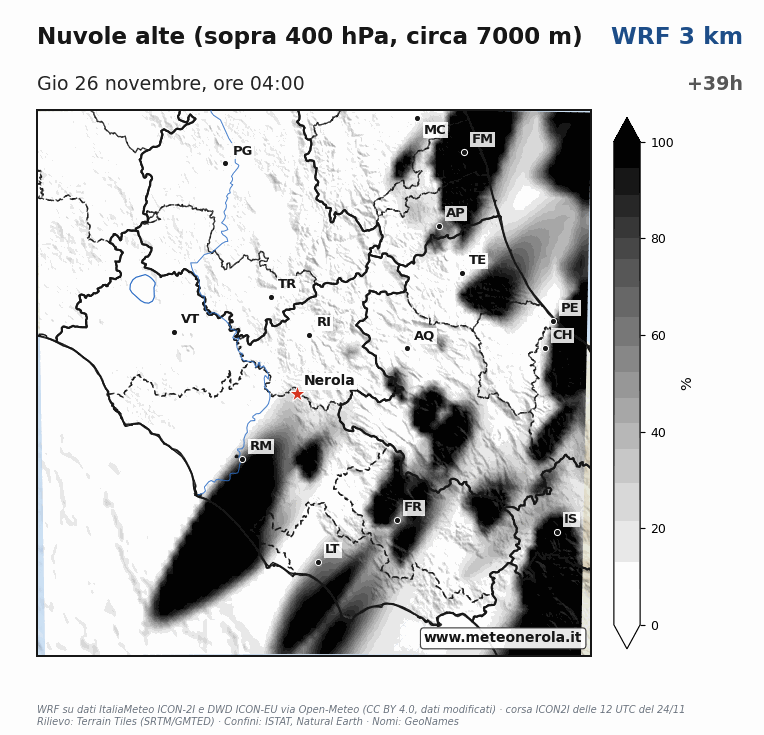 Nuvole alte (sopra 400 hPa, circa 7000 m)
WRF 3 km
Gio 26 novembre, ore 04:00
+39h
MC
FM
PG
AP
TE
TR
PE
VT
RI
AQ
CH
Nerola
RM
FR
IS
LT
www.meteonerola.it
100
80
60
40
20
0
%
WRF su dati ItaliaMeteo ICON-2I e DWD ICON-EU via Open-Meteo (CC BY 4.0, dati modificati) · corsa ICON2I delle 12 UTC del 24/11
Rilievo: Terrain Tiles (SRTM/GMTED) · Confini: ISTAT, Natural Earth · Nomi: GeoNames